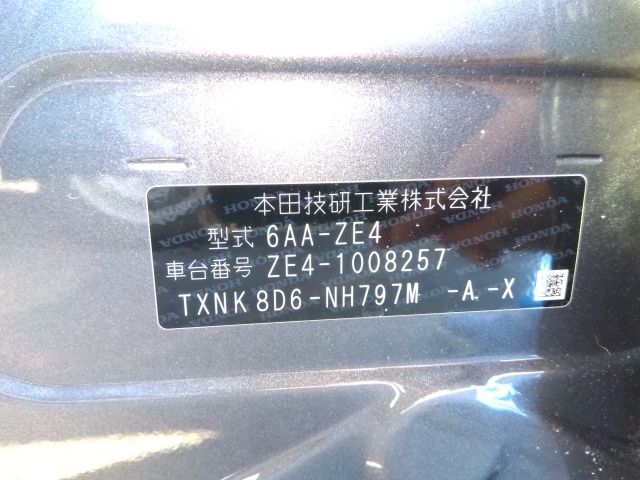 本田技研工業株式会社
型式 6AA-ZE4
車台番号 ZE4-1008257
TXNK8D6-NH797M -A -X